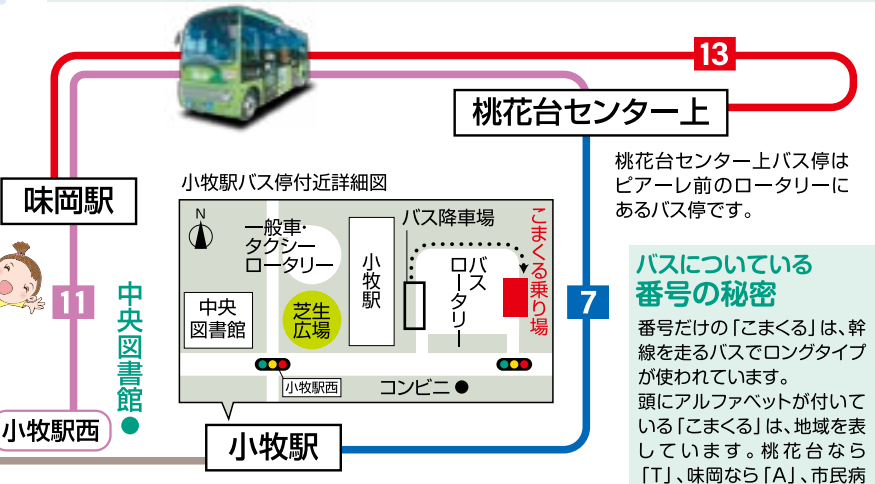 13
桃花台センター上
桃花台センター上バス停は
ピアーレ前のロータリーに
あるバス停です。
味岡駅
11
中央図書館
小牧駅西
小牧駅バス停付近詳細図
N
一般車・
タクシー
ロータリー
中央
図書館
芝生
広場
小牧駅
バス降車場
バス
ロータリー
こまくる乗り場
小牧駅西
コンビニ
小牧駅
7
バスについている
番号の秘密
番号だけの「こまくる」は、幹
線を走るバスでロングタイプ
が使われています。
頭にアルファベットが付いて
いる「こまくる」は、地域を表
しています。桃花台なら
「T」、味岡なら「A」、市民病